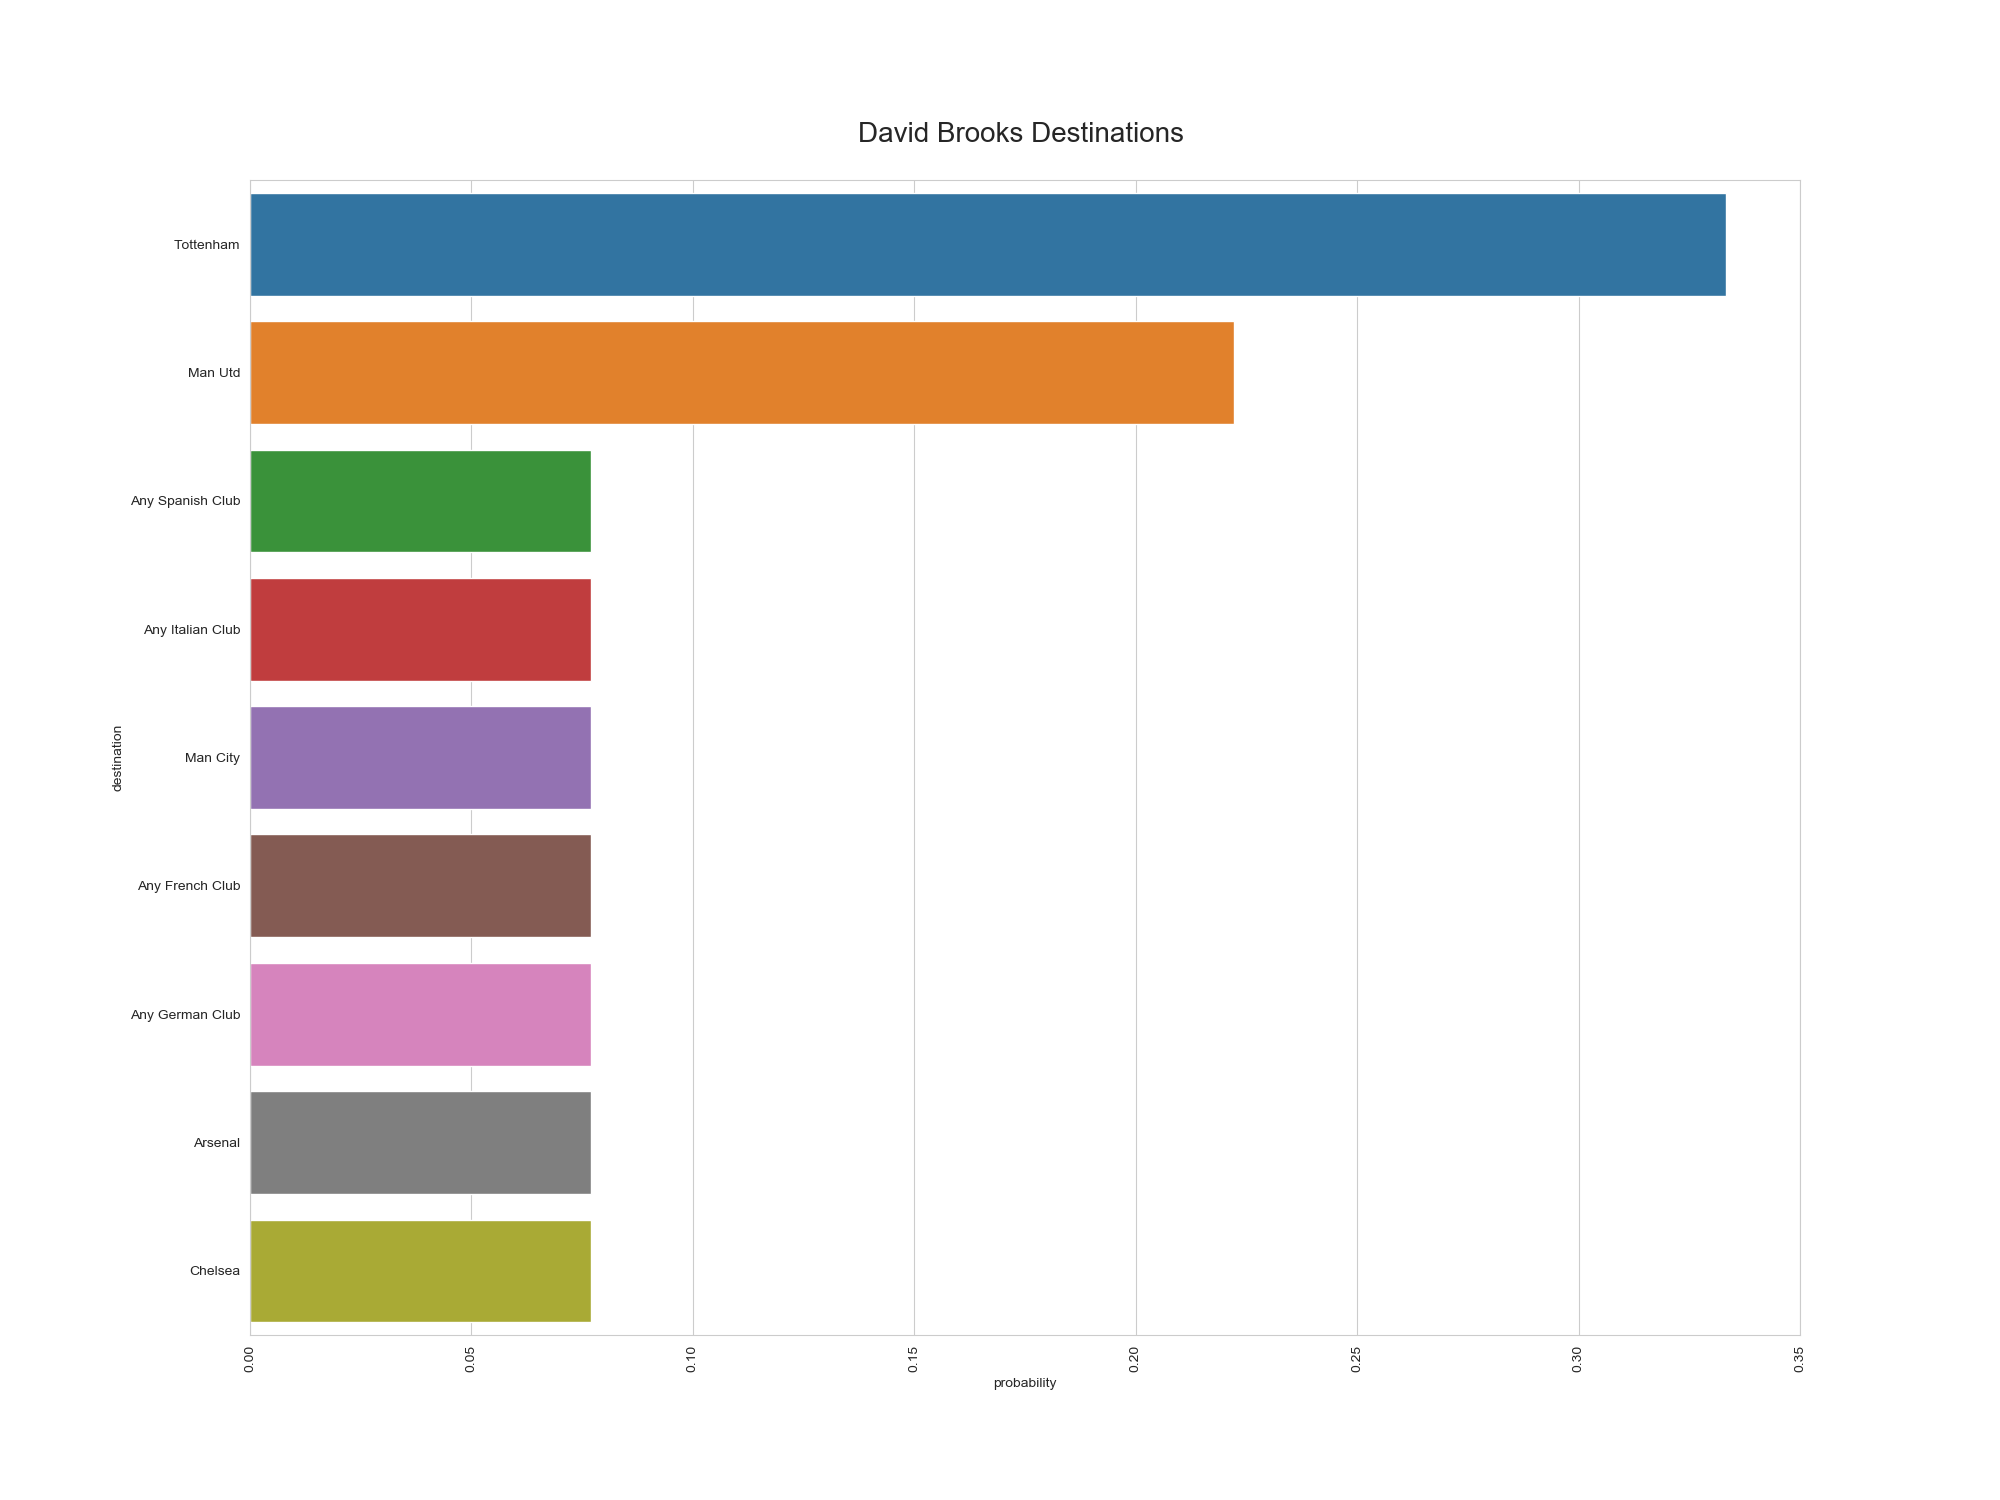 David Brooks Destinations
Tottenham
Man Utd
Any Spanish Club
Any Italian Club
Man City
Any French Club
Any German Club
Arsenal
Chelsea
destination
0.00 0.05 0.10 0.15 0.20 0.25 0.30 0.35
probability